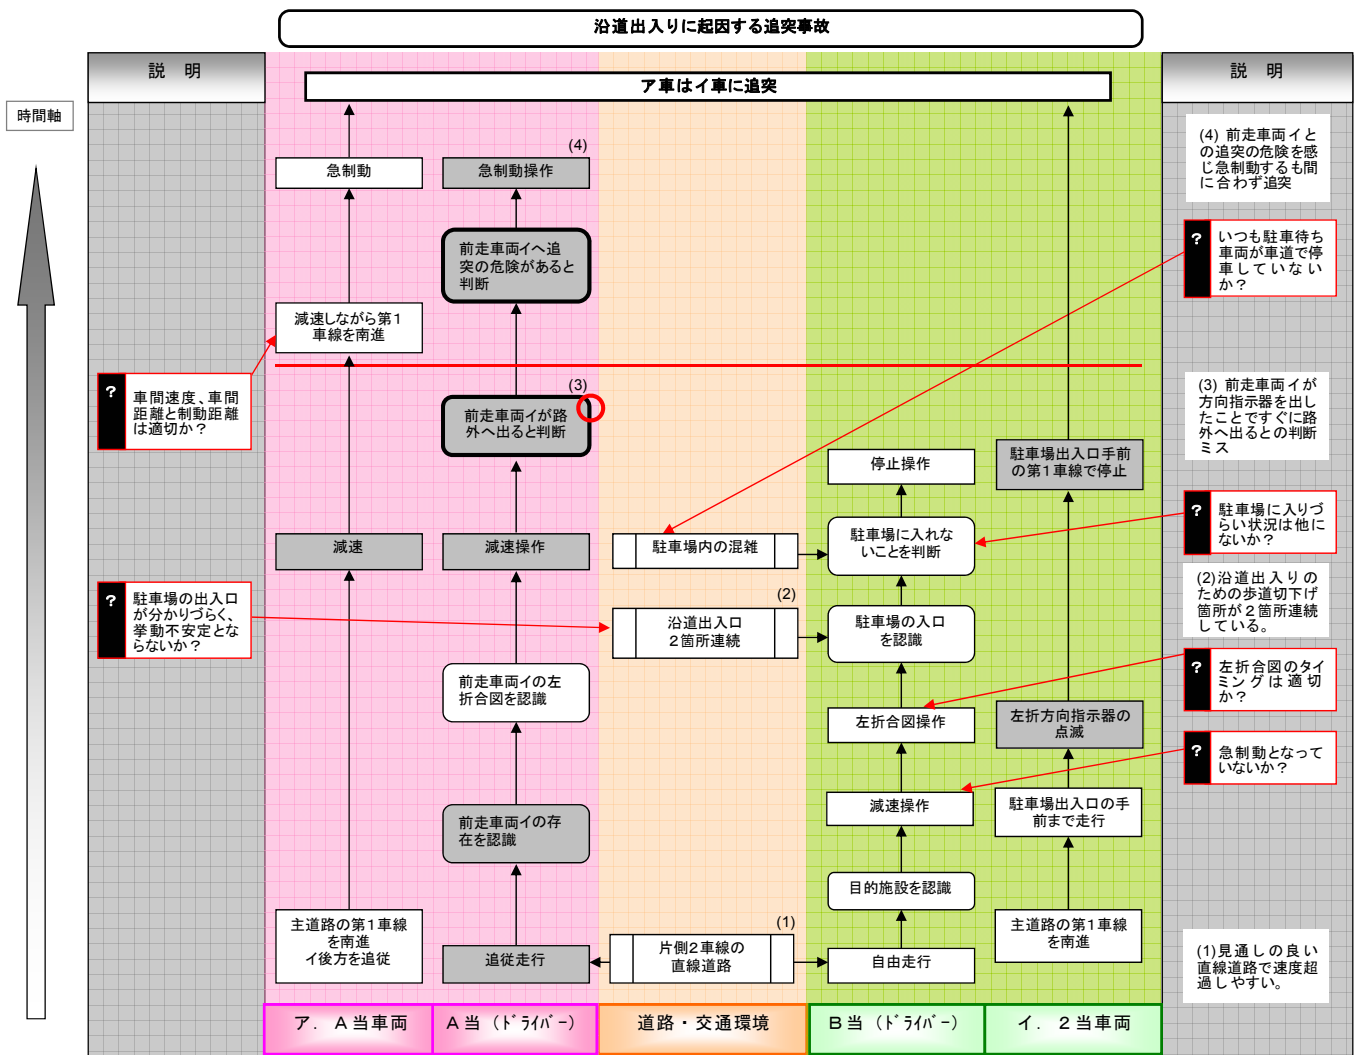 沿道出入りに起因する追突事故
説　明
説　明
ア車はイ車に追突
時間軸
(4)
急制動
急制動操作
(4) 前走車両イと
の追突の危険を感
じ急制動するも間
に合わず追突
前走車両イへ追
突の危険があると
判断
?
いつも駐車待ち
車両が車道で停
車していない
か？
減速しながら第１
車線を南進
?
車間速度、車間
距離と制動距離
は適切か？
(3)
前走車両イが路
外へ出ると判断
(3) 前走車両イが
方向指示器を出し
たことですぐに路
外へ出るとの判断
ミス
停止操作
駐車場出入口手前
の第１車線で停止
?
駐車場に入りづ
らい状況は他に
ないか？
減速
減速操作
駐車場内の混雑
駐車場に入れな
いことを判断
(2)沿道出入りの
ための歩道切下げ
箇所が２箇所連続
している。
?
駐車場の出入口
が分かりづらく、
挙動不安定とな
らないか？
(2)
沿道出入口
２箇所連続
駐車場の入口
を認識
前走車両イの左
折合図を認識
?
左折合図のタイ
ミングは適切
か？
左折合図操作
左折方向指示器の
点滅
?
急制動となって
いないか？
前走車両イの存
在を認識
減速操作
駐車場出入口の手
前まで走行
目的施設を認識
主道路の第１車線
を南進
イ後方を追従
追従走行
(1)
片側２車線の
直線道路
自由走行
主道路の第１車線
を南進
(1)見通しの良い
直線道路で速度超
過しやすい。
ア．Ａ当車両
Ａ当（ﾄﾞﾗｲﾊﾞｰ）
道路・交通環境
Ｂ当（ﾄﾞﾗｲﾊﾞｰ）
イ．２当車両